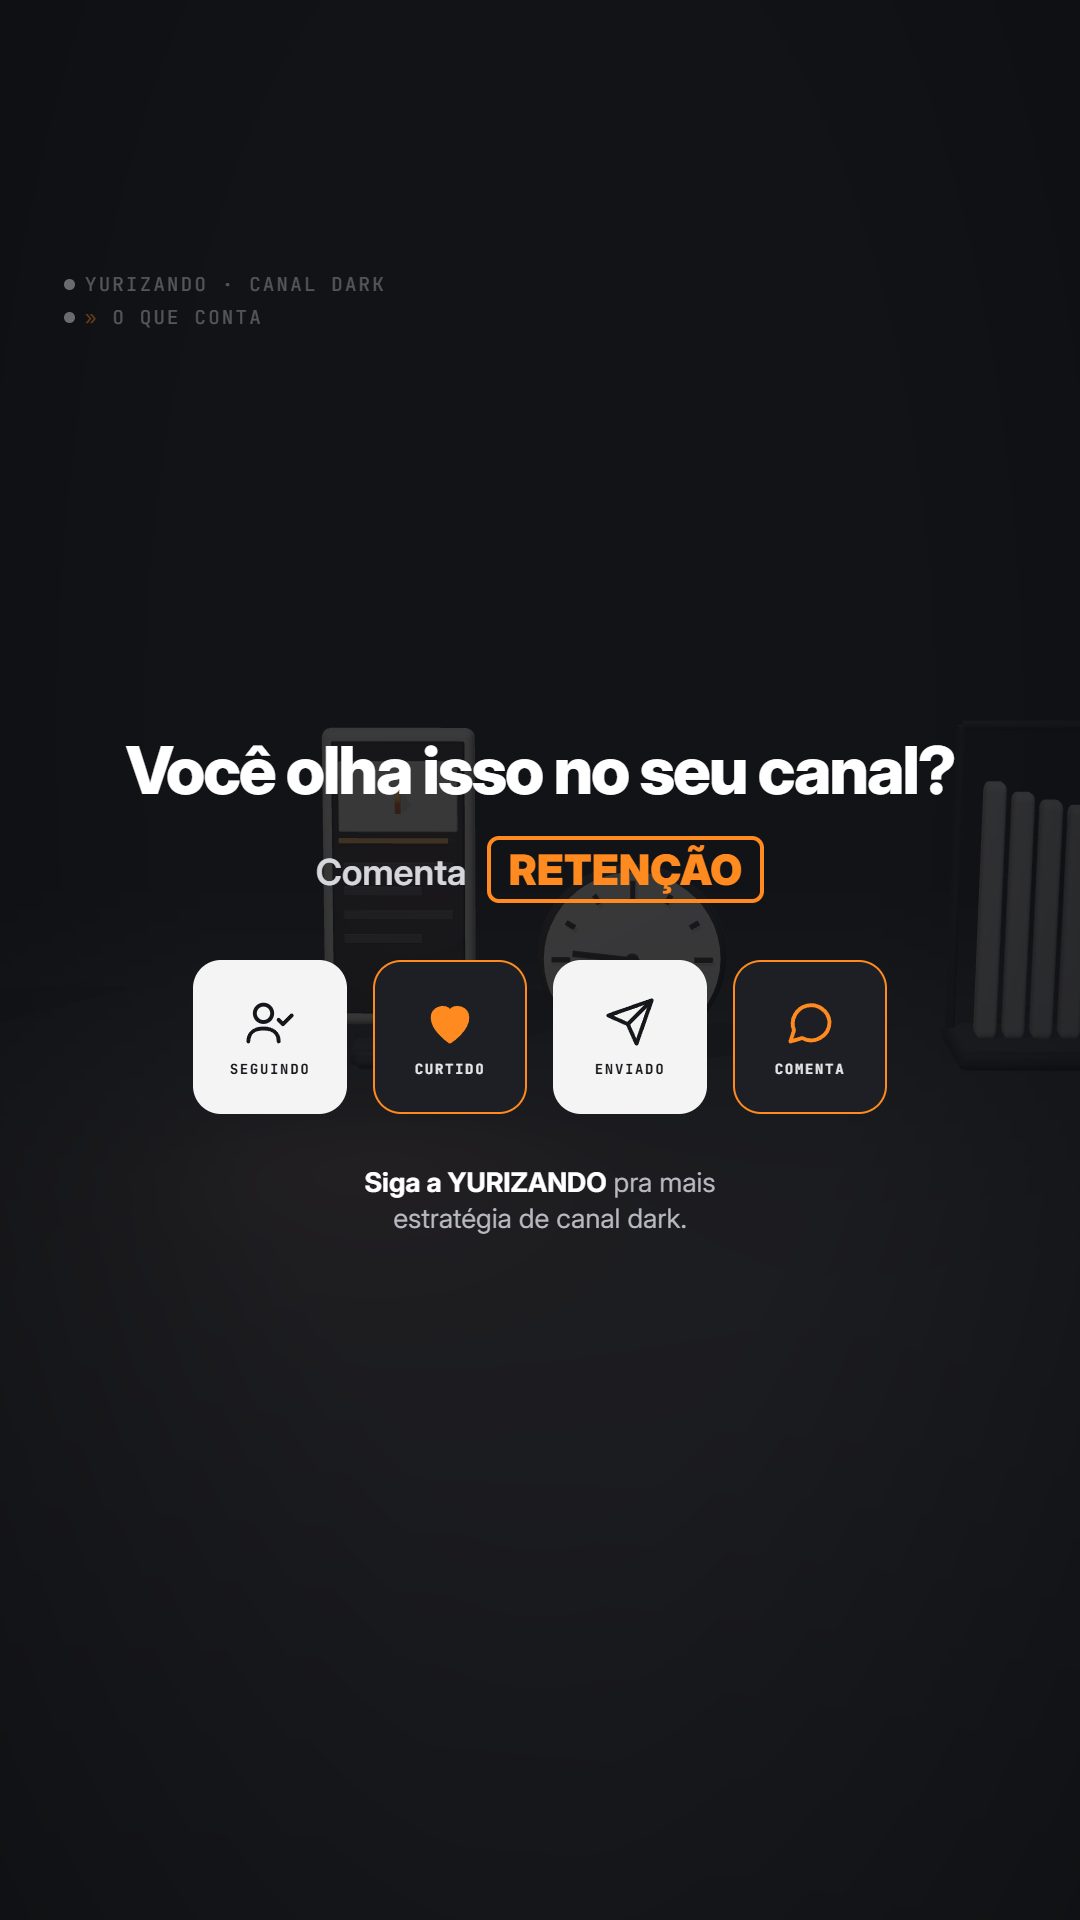 YURIZANDO · CANAL DARK
» O QUE CONTA
Você olha isso no seu canal?
Comenta RETENÇÃO
SEGUINDO CURTIDO ENVIADO COMENTA
Siga a YURIZANDO pra mais
estratégia de canal dark.